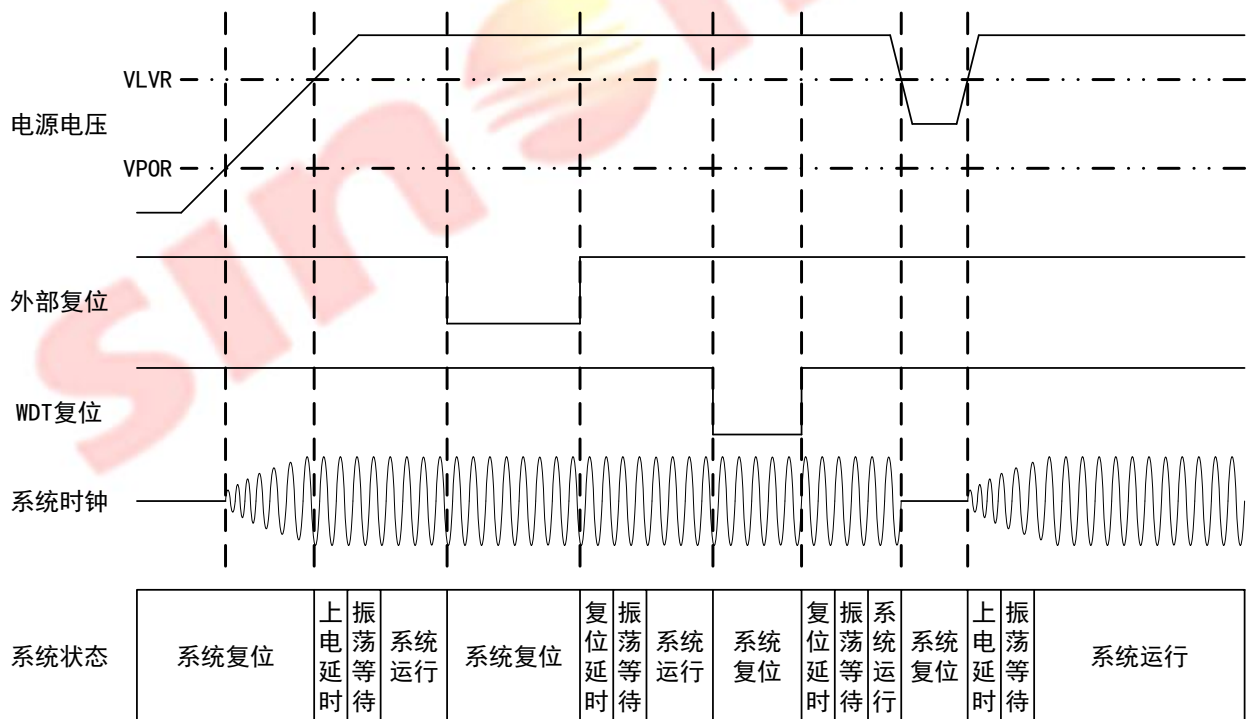 VLVR
电源电压
VPOR
外部复位
WDT复位
系统时钟
系统状态
系统复位
上电延时
振荡等待
系统运行
系统复位
复位延时
振荡等待
系统运行
系统复位
复位延时
振荡等待
系统运行
系统复位
上电延时
振荡等待
系统运行
sin